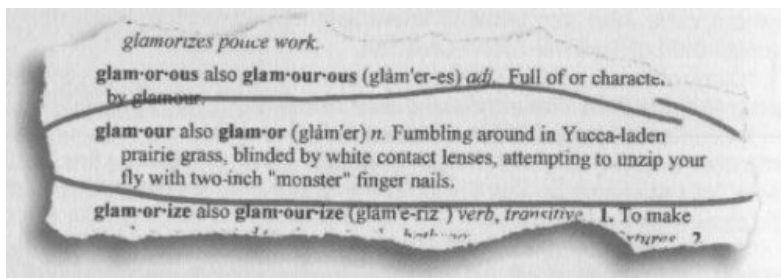 glamorizes pouce work.
glam·or·ous also glam·our·ous (glăm'er-es) adj. Full of or characte.
by glamour.
glam·our also glam·or (glăm'er) n. Fumbling around in Yucca-laden
prairie grass, blinded by white contact lenses, attempting to unzip your
fly with two-inch "monster" finger nails.
glam·or·ize also glam·our·ize (glăm'e-rīz') verb, transitive 1. To make
2